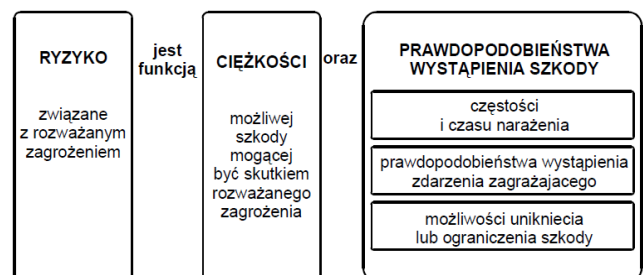 RYZYKO
związane
z rozważanym
zagrożeniem
jest
funkcją
CIĘŻKOŚCI
możliwej
szkody
mogącej
być skutkiem
rozważanego
zagrożenia
oraz
PRAWDOPODOBIEŃSTWA
WYSTĄPIENIA SZKODY
częstości
i czasu narażenia
prawdopodobieństwa wystąpienia
zdarzenia zagrażajacego
możliwości unikniecia
lub ograniczenia szkody